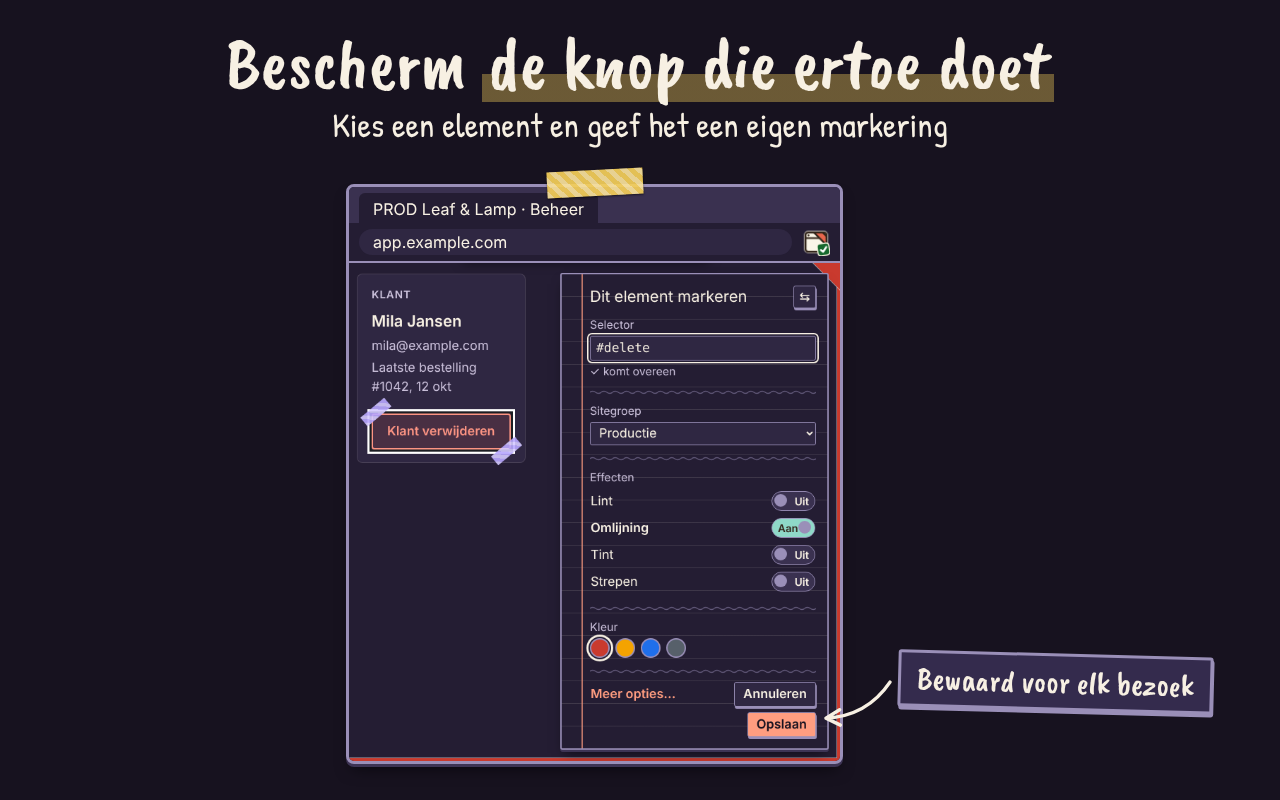 Bescherm de knop die ertoe doet
Kies een element en geef het een eigen markering
PROD Leaf & Lamp · Beheer
app.example.com
KLANT
Mila Jansen
mila@example.com
Laatste bestelling
#1042, 12 okt
Klant verwijderen
Dit element markeren
Selector
#delete
✓ komt overeen
Sitegroep
Productie
Effecten
Lint Uit
Omlijning Aan
Tint Uit
Strepen Uit
Kleur
Meer opties... Annuleren
Opslaan
Bewaard voor elk bezoek